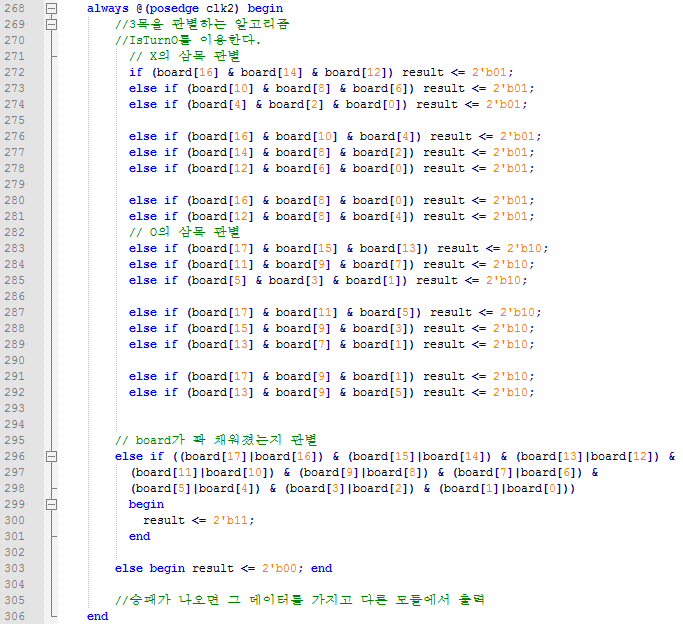 268 always @(posedge clk2) begin
269 //3목을 판별하는 알고리즘
270 //IsTurnO를 이용한다.
271 // X의 삼목 판별
272 if (board[16] & board[14] & board[12]) result <= 2'b01;
273 else if (board[10] & board[8] & board[6]) result <= 2'b01;
274 else if (board[4] & board[2] & board[0]) result <= 2'b01;
275
276 else if (board[16] & board[10] & board[4]) result <= 2'b01;
277 else if (board[14] & board[8] & board[2]) result <= 2'b01;
278 else if (board[12] & board[6] & board[0]) result <= 2'b01;
279
280 else if (board[16] & board[8] & board[0]) result <= 2'b01;
281 else if (board[12] & board[8] & board[4]) result <= 2'b01;
282 // O의 삼목 판별
283 else if (board[17] & board[15] & board[13]) result <= 2'b10;
284 else if (board[11] & board[9] & board[7]) result <= 2'b10;
285 else if (board[5] & board[3] & board[1]) result <= 2'b10;
286
287 else if (board[17] & board[11] & board[5]) result <= 2'b10;
288 else if (board[15] & board[9] & board[3]) result <= 2'b10;
289 else if (board[13] & board[7] & board[1]) result <= 2'b10;
290
291 else if (board[17] & board[9] & board[1]) result <= 2'b10;
292 else if (board[13] & board[9] & board[5]) result <= 2'b10;
293
294
295 // board가 꽉 채워졌는지 판별
296 else if ((board[17]|board[16]) & (board[15]|board[14]) & (board[13]|board[12]) &
297 (board[11]|board[10]) & (board[9]|board[8]) & (board[7]|board[6]) &
298 (board[5]|board[4]) & (board[3]|board[2]) & (board[1]|board[0]))
299 begin
300 result <= 2'b11;
301 end
302
303 else begin result <= 2'b00; end
304
305 //승패가 나오면 그 데이터를 가지고 다른 모듈에서 출력
306 end